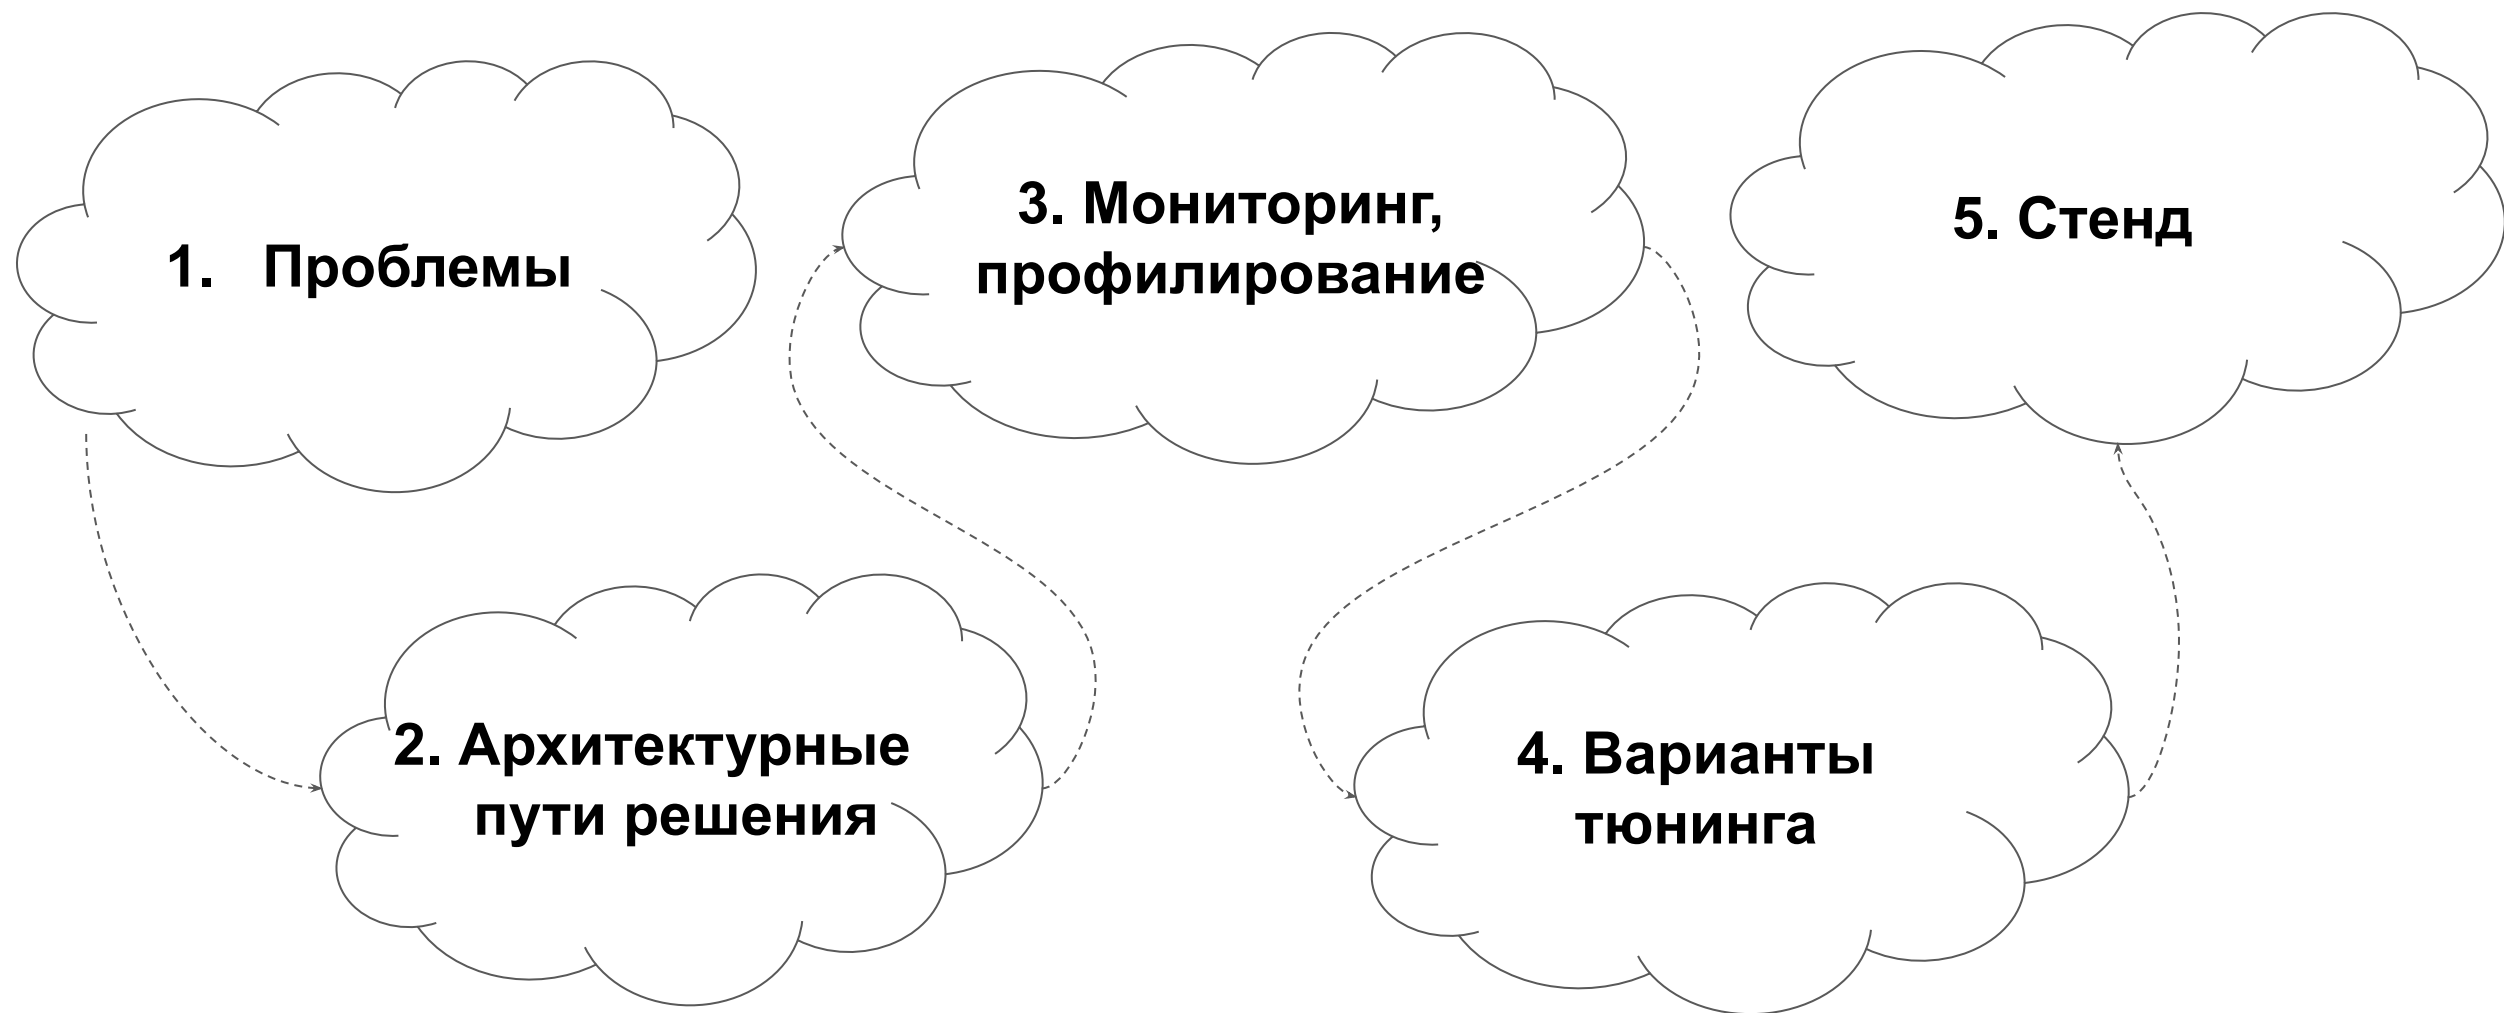 1. Проблемы
2. Архитектурные
пути решения
3. Мониторинг,
профилирование
4. Варианты
тюнинга
5. Стенд